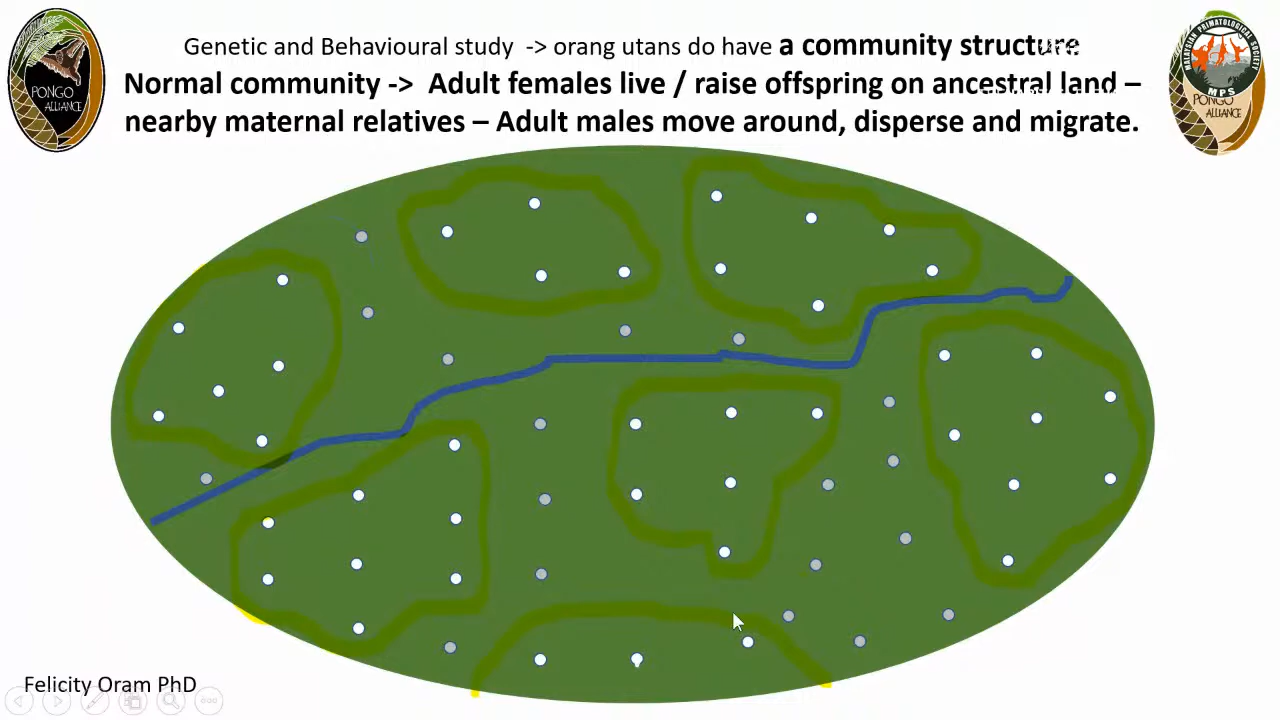 Genetic and Behavioural study -> orang utans do have a community structure
Normal community -> Adult females live / raise offspring on ancestral land –
nearby maternal relatives – Adult males move around, disperse and migrate.
PONGO
ALLIANCE
MALAYSIAN PRIMATOLOGICAL SOCIETY
MPS
PONGO
ALLIANCE
Felicity Oram PhD